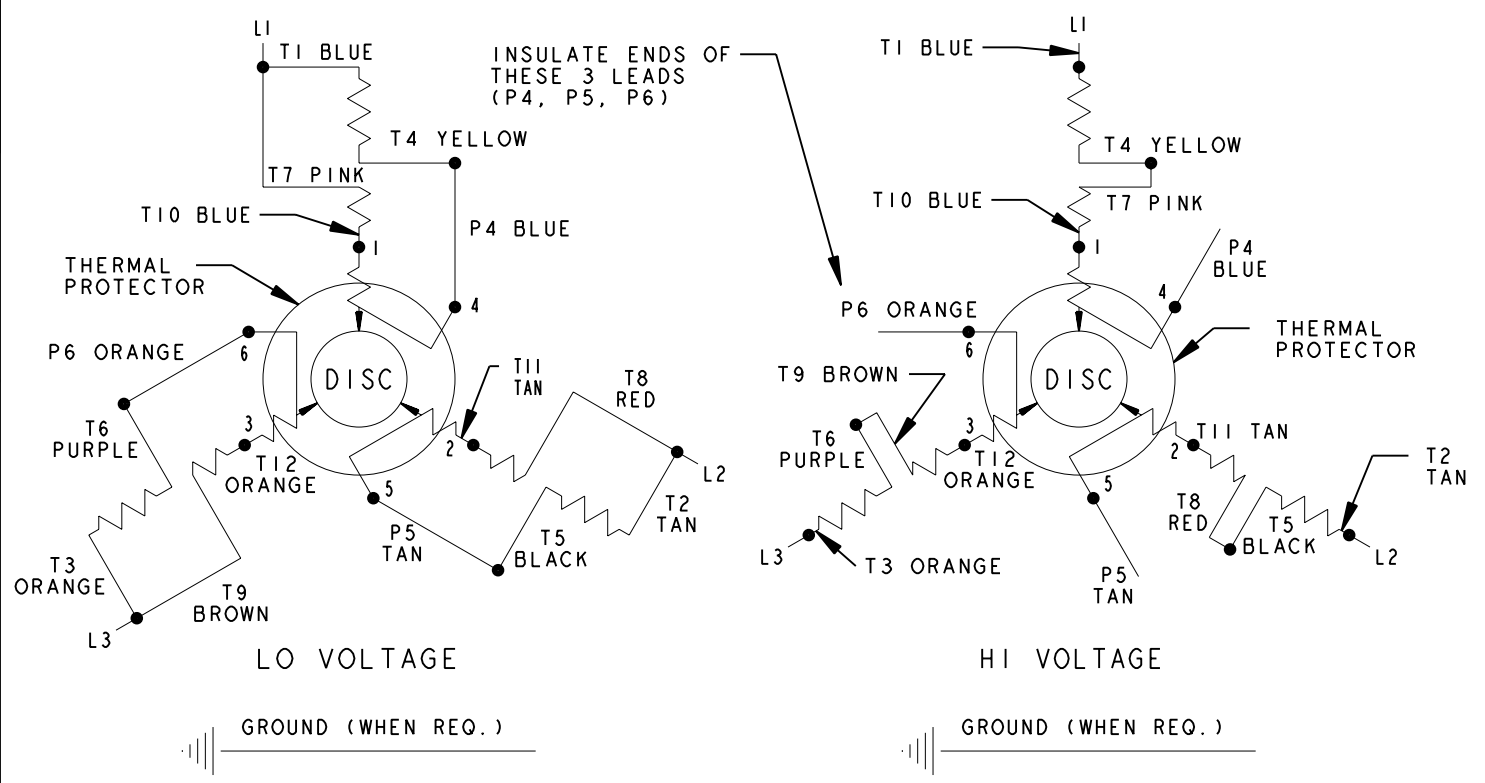 L1
T1 BLUE
T4 YELLOW
T7 PINK
T10 BLUE
1
P4 BLUE
THERMAL
PROTECTOR
4
P6 ORANGE
6
DISC
T11
TAN
T8
RED
T6
PURPLE
3
2
T12
ORANGE
L2
5
P5
TAN
T5
BLACK
T2
TAN
T3
ORANGE
T9
BROWN
L3
LO VOLTAGE
GROUND (WHEN REQ.)
INSULATE ENDS OF
THESE 3 LEADS
(P4, P5, P6)
L1
T1 BLUE
T4 YELLOW
T7 PINK
T10 BLUE
1
P4
BLUE
4
P6 ORANGE
6
THERMAL
PROTECTOR
DISC
T9 BROWN
3
T6
PURPLE
T12
ORANGE
T11 TAN
2
T2
TAN
5
T8
RED
T5
BLACK
L3
T3 ORANGE
L2
P5
TAN
HI VOLTAGE
GROUND (WHEN REQ.)